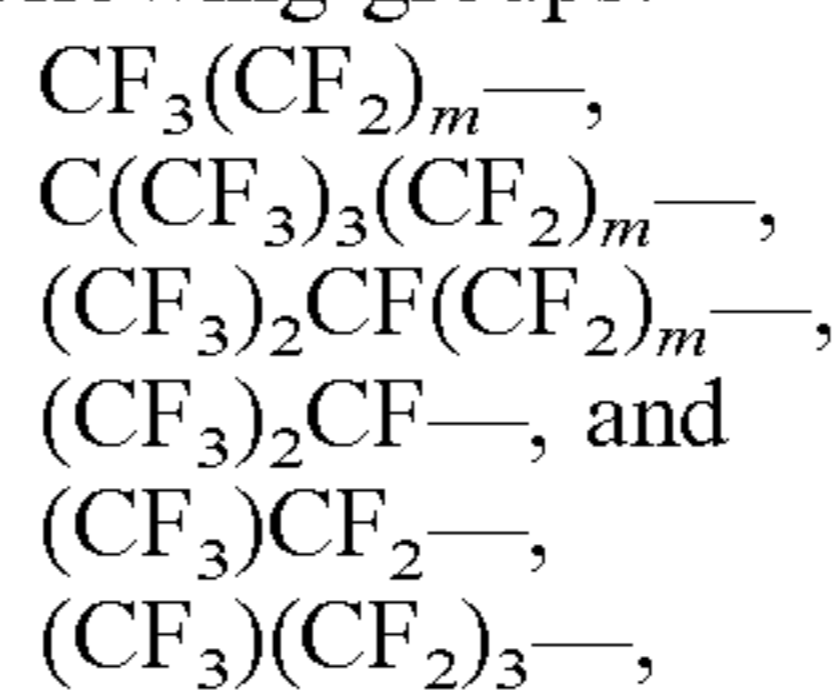 CF₃(CF₂)ₘ—,
C(CF₃)₃(CF₂)ₘ—,
(CF₃)₂CF(CF₂)ₘ—,
(CF₃)₂CF—, and
(CF₃)CF₂—,
(CF₃)(CF₂)₃—,